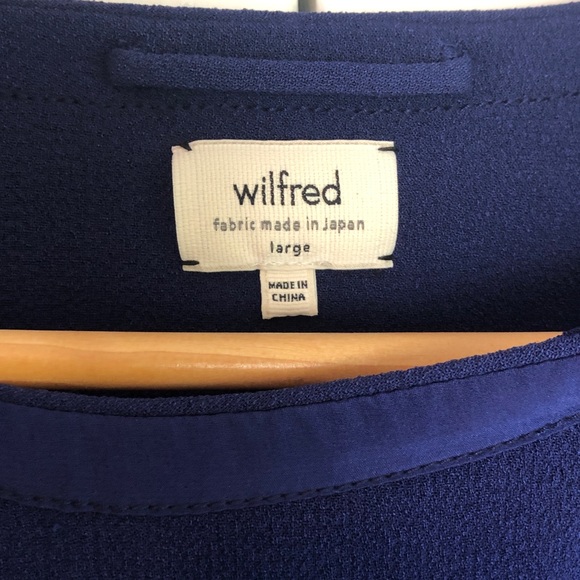 wilfred
fabric made in Japan
large
MADE IN
CHINA